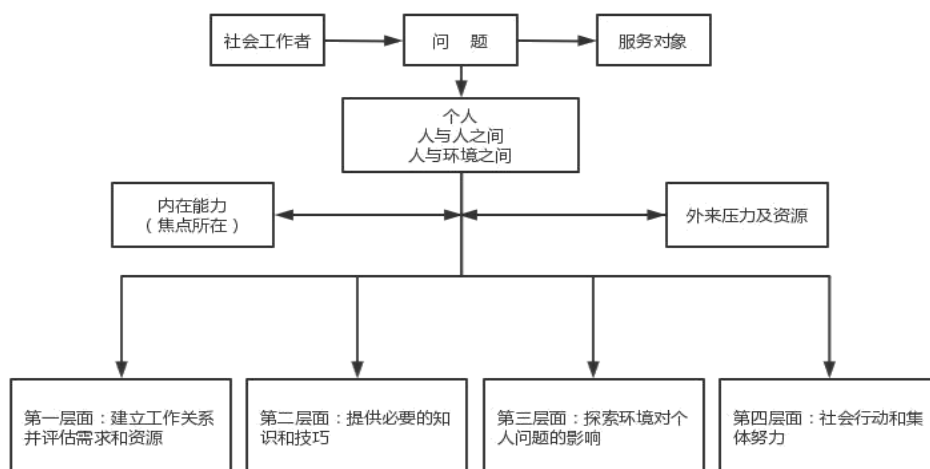 社会工作者
问 题
服务对象
个人
人与人之间
人与环境之间
内在能力
（焦点所在）
外来压力及资源
第一层面：建立工作关系
并评估需求和资源
第二层面：提供必要的知
识和技巧
第三层面：探索环境对个
人问题的影响
第四层面：社会行动和集
体努力